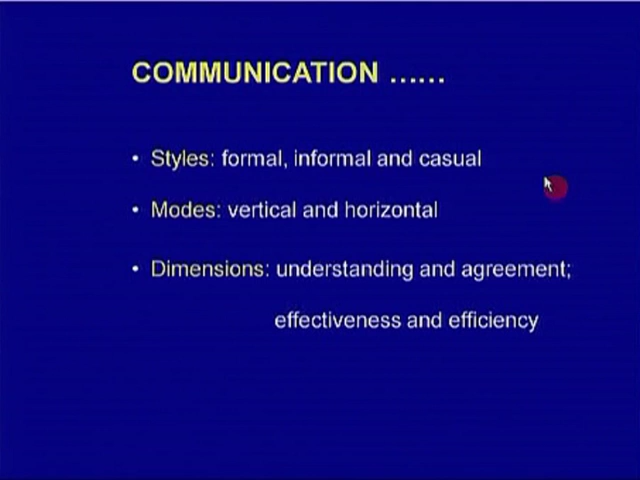 COMMUNICATION ......
• Styles: formal, informal and casual
• Modes: vertical and horizontal
• Dimensions: understanding and agreement;
effectiveness and efficiency